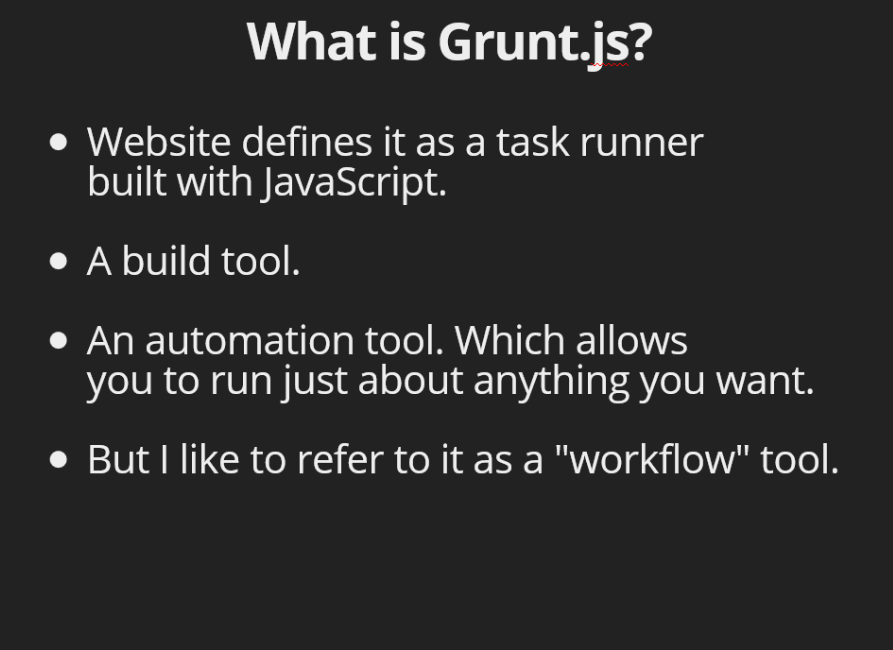 What is Grunt.js?
• Website defines it as a task runner
built with JavaScript.
• A build tool.
• An automation tool. Which allows
you to run just about anything you want.
• But I like to refer to it as a "workflow" tool.